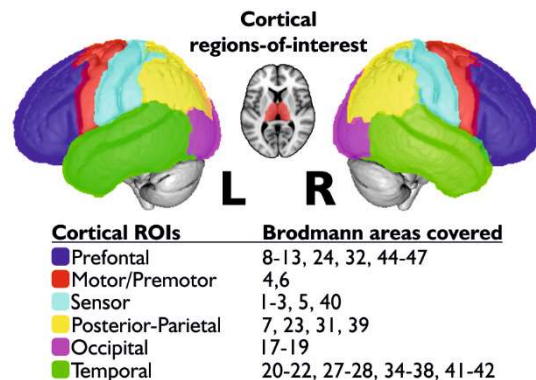 Cortical
regions-of-interest
L R
Cortical ROIs Brodmann areas covered
Prefontal 8-13, 24, 32, 44-47
Motor/Premotor 4,6
Sensor 1-3, 5, 40
Posterior-Parietal 7, 23, 31, 39
Occipital 17-19
Temporal 20-22, 27-28, 34-38, 41-42